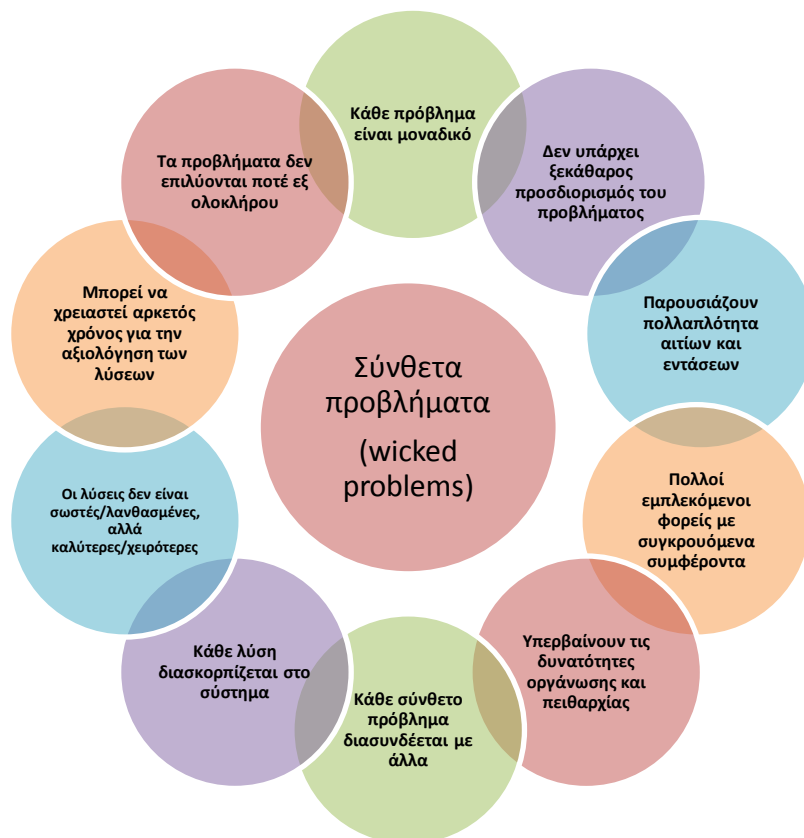 Κάθε πρόβλημα
είναι μοναδικό
Δεν υπάρχει
ξεκάθαρος
προσδιορισμός του
προβλήματος
Παρουσιάζουν
πολλαπλότητα
αιτίων και
εντάσεων
Πολλοί
εμπλεκόμενοι
φορείς με
συγκρουόμενα
συμφέροντα
Υπερβαίνουν τις
δυνατότητες
οργάνωσης και
πειθαρχίας
Κάθε σύνθετο
πρόβλημα
διασυνδέεται με
άλλα
Κάθε λύση
διασκορπίζεται στο
σύστημα
Οι λύσεις δεν είναι
σωστές/λανθασμένες,
αλλά
καλύτερες/χειρότερες
Μπορεί να
χρειαστεί αρκετός
χρόνος για την
αξιολόγηση των
λύσεων
Τα προβλήματα δεν
επιλύονται ποτέ εξ
ολοκλήρου
Σύνθετα
προβλήματα
(wicked
problems)